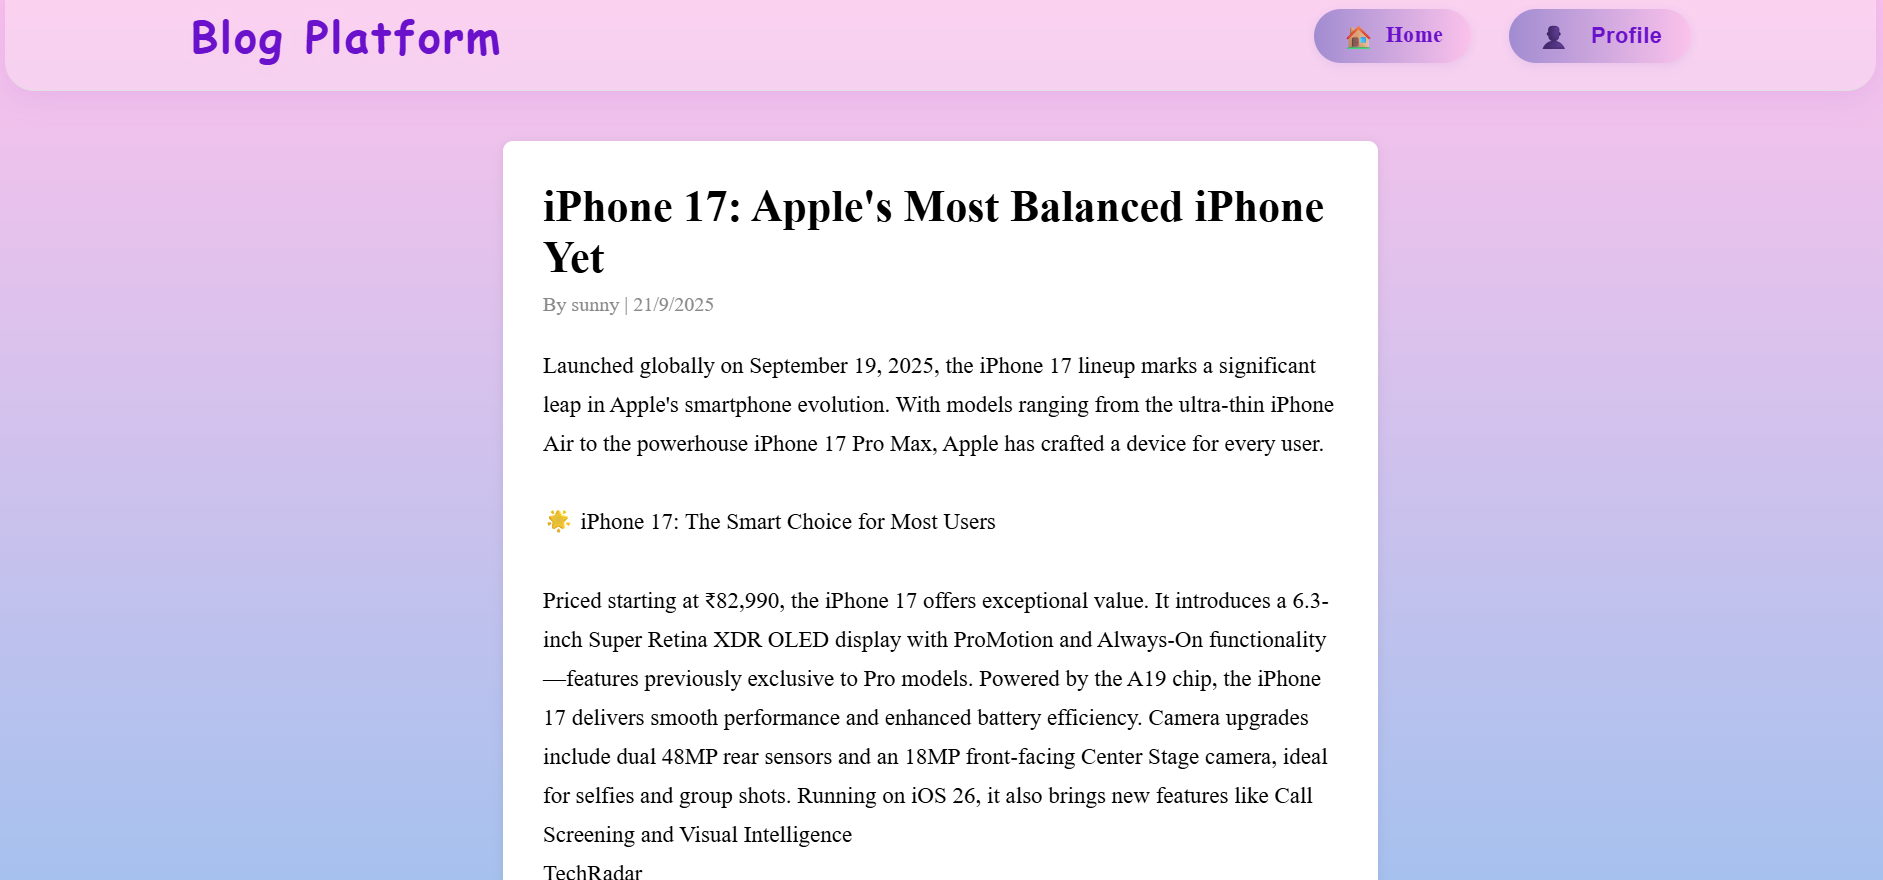 Blog Platform
🏠 Home
👤 Profile
iPhone 17: Apple's Most Balanced iPhone
Yet
By sunny | 21/9/2025
Launched globally on September 19, 2025, the iPhone 17 lineup marks a significant
leap in Apple's smartphone evolution. With models ranging from the ultra-thin iPhone
Air to the powerhouse iPhone 17 Pro Max, Apple has crafted a device for every user.
🌟 iPhone 17: The Smart Choice for Most Users
Priced starting at ₹82,990, the iPhone 17 offers exceptional value. It introduces a 6.3-
inch Super Retina XDR OLED display with ProMotion and Always-On functionality
—features previously exclusive to Pro models. Powered by the A19 chip, the iPhone
17 delivers smooth performance and enhanced battery efficiency. Camera upgrades
include dual 48MP rear sensors and an 18MP front-facing Center Stage camera, ideal
for selfies and group shots. Running on iOS 26, it also brings new features like Call
Screening and Visual Intelligence
TechRadar